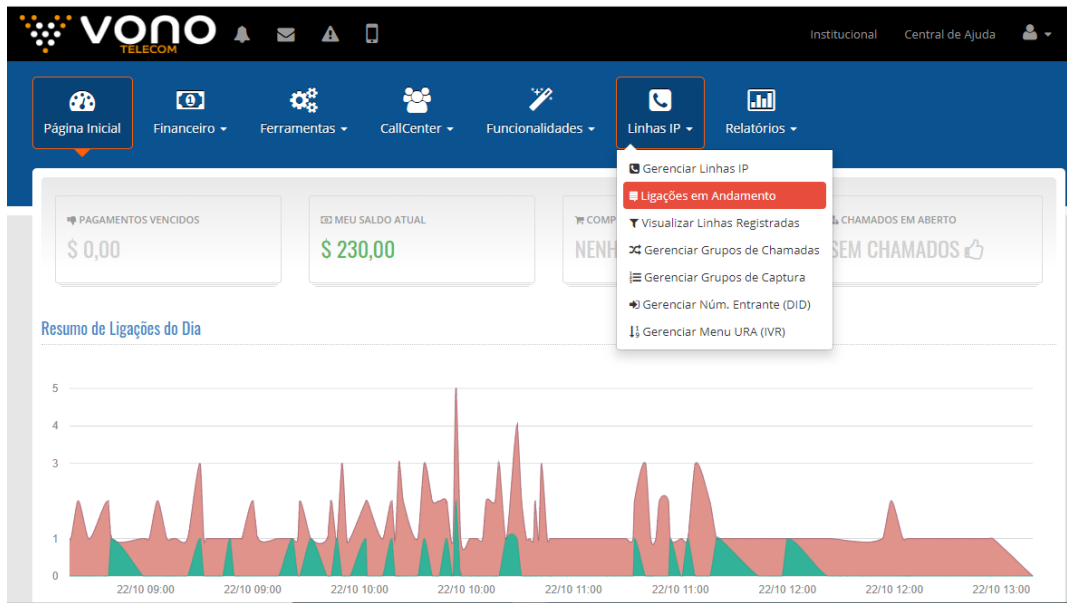 VONO
TELECOM
Institucional Central de Ajuda
Página Inicial Financeiro Ferramentas CallCenter Funcionalidades Linhas IP Relatórios
Gerenciar Linhas IP
Ligações em Andamento
Visualizar Linhas Registradas
Gerenciar Grupos de Chamadas
Gerenciar Grupos de Captura
Gerenciar Núm. Entrante (DID)
Gerenciar Menu URA (IVR)
PAGAMENTOS VENCIDOS
$ 0,00
MEU SALDO ATUAL
$ 230,00
COMP
NENH
CHAMADOS EM ABERTO
SEM CHAMADOS
Resumo de Ligações do Dia
5
4
3
1
0
22/10 09:00 22/10 09:00 22/10 10:00 22/10 10:00 22/10 11:00 22/10 11:00 22/10 12:00 22/10 12:00 22/10 13:00